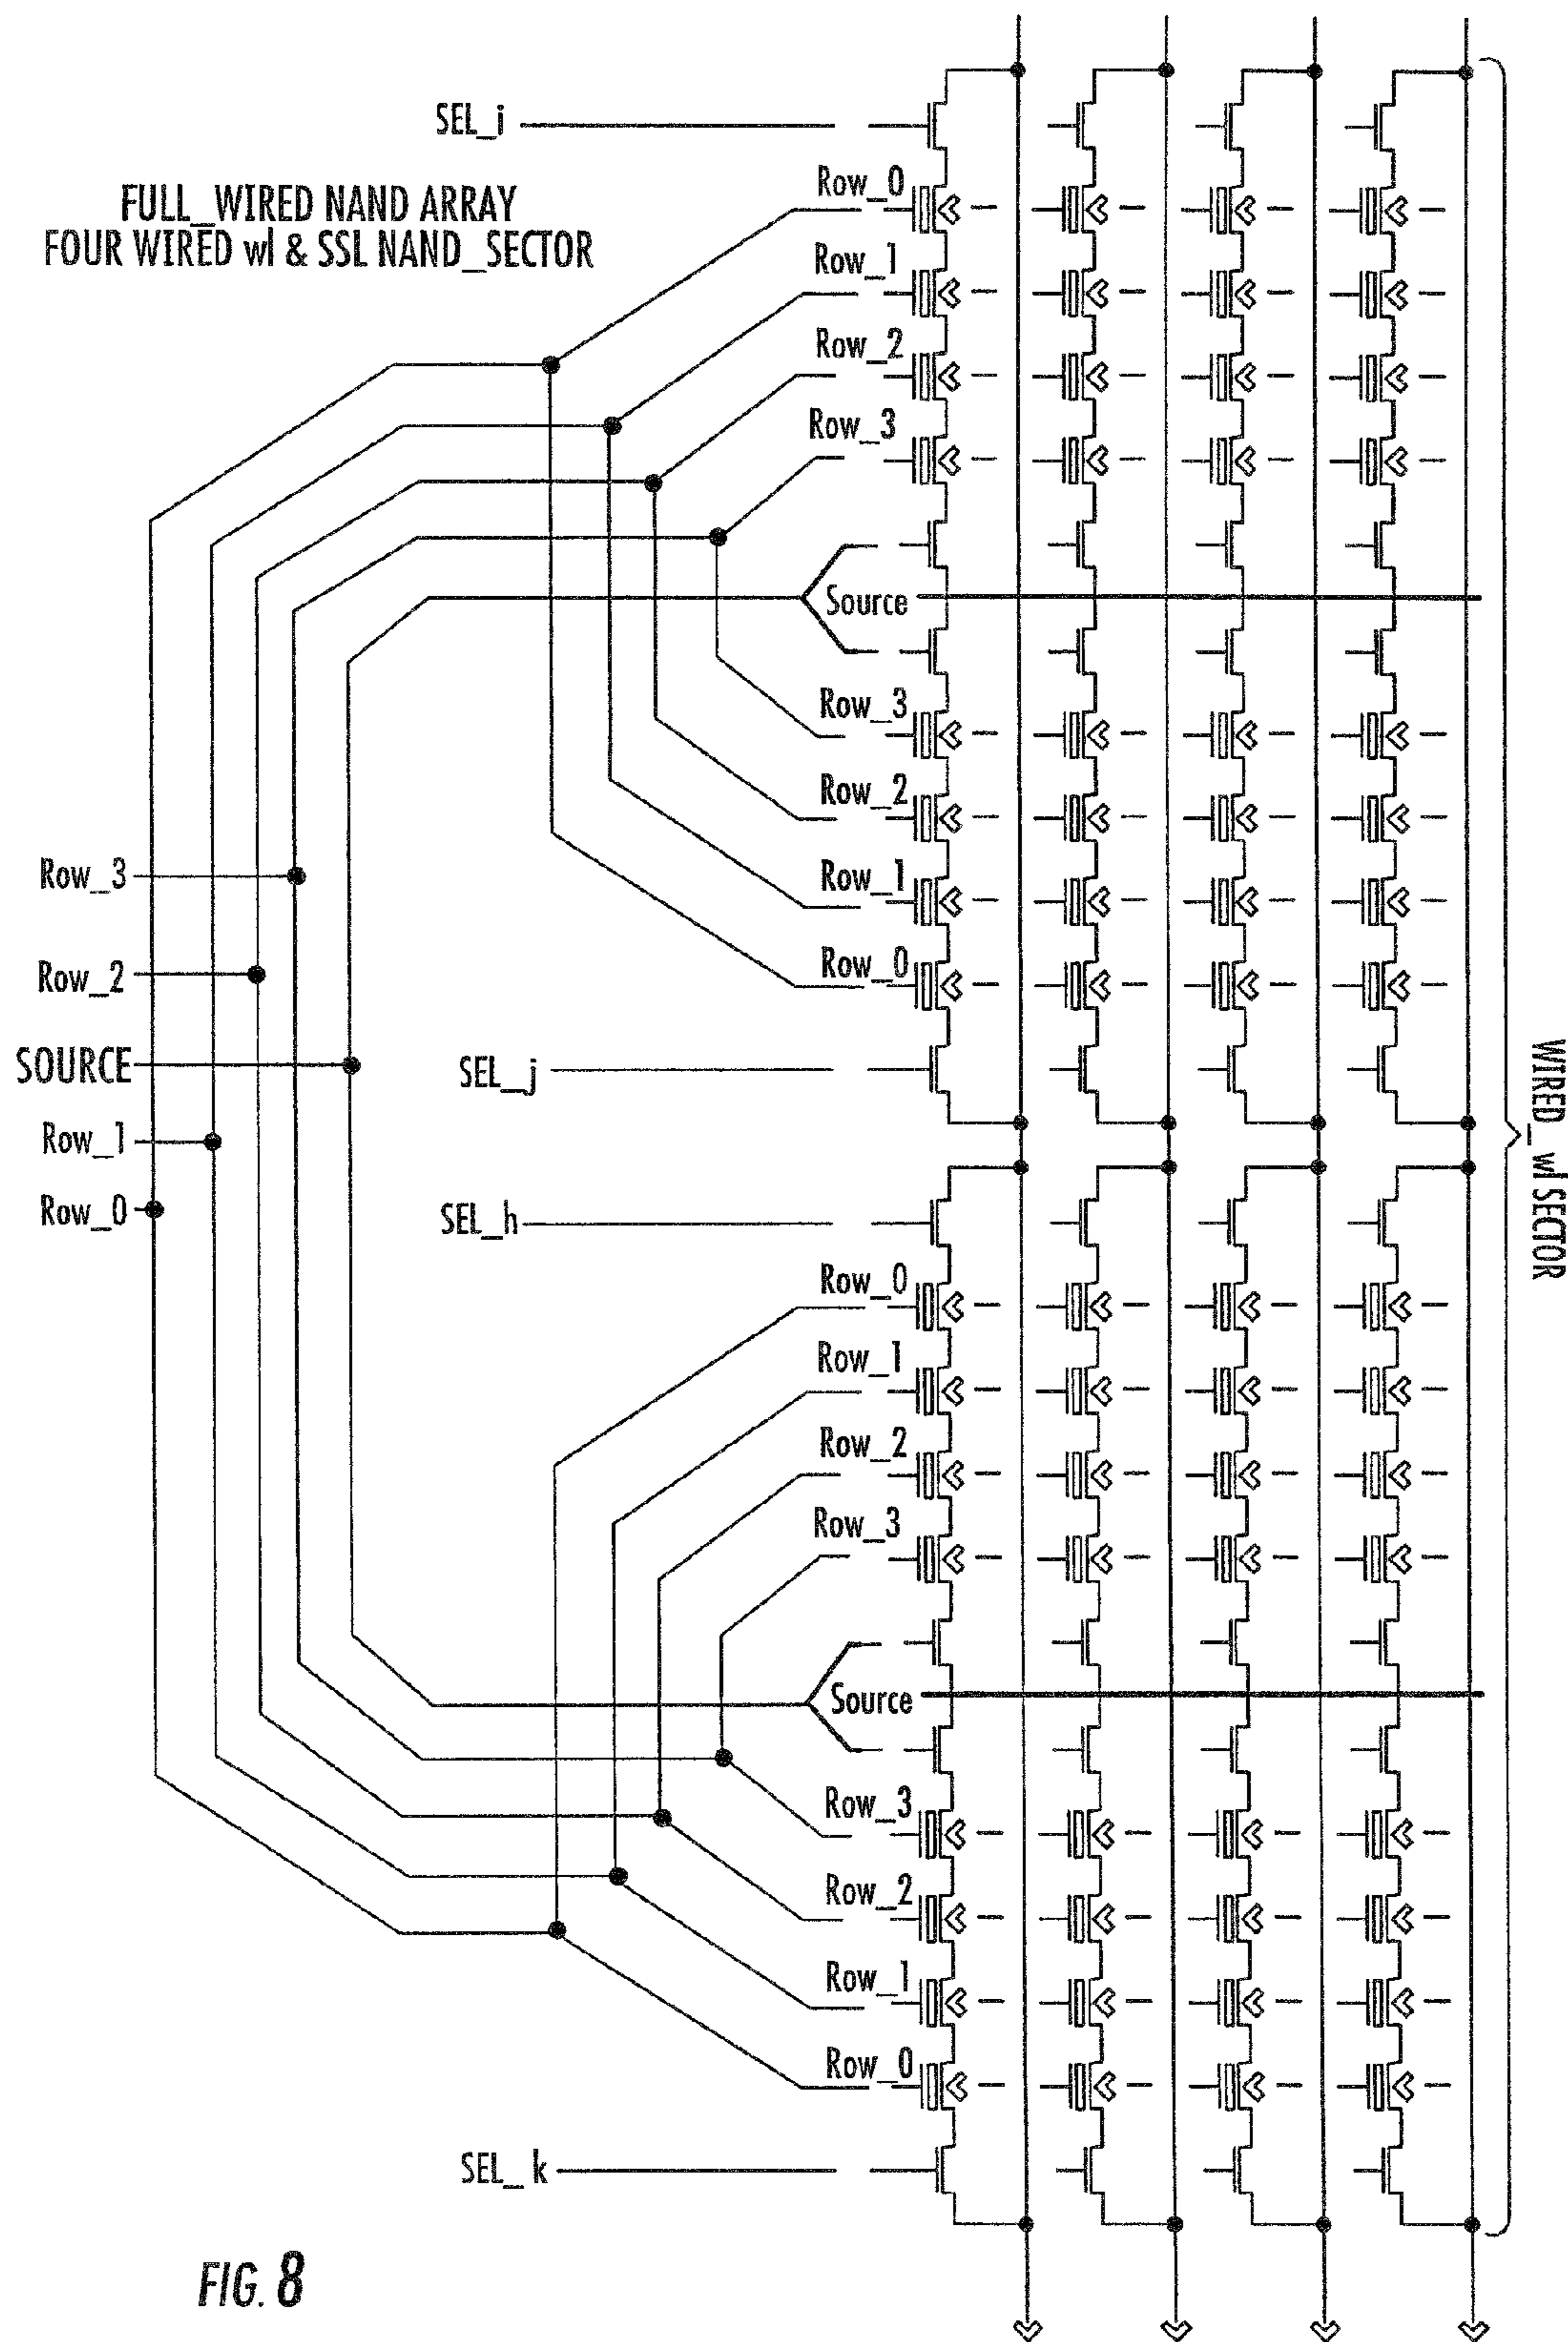 SEL_i
FULL_WIRED NAND ARRAY
FOUR WIRED wl & SSL NAND_SECTOR
Row_0
Row_1
Row_2
Row_3
Source
Row_3
Row_2
Row_1
Row_0
SEL_j
Row_3
Row_2
SOURCE
Row_1
Row_0
SEL_h
Row_0
Row_1
Row_2
Row_3
Source
Row_3
Row_2
Row_1
Row_0
SEL_k
WIRED_wl SECTOR
FIG. 8